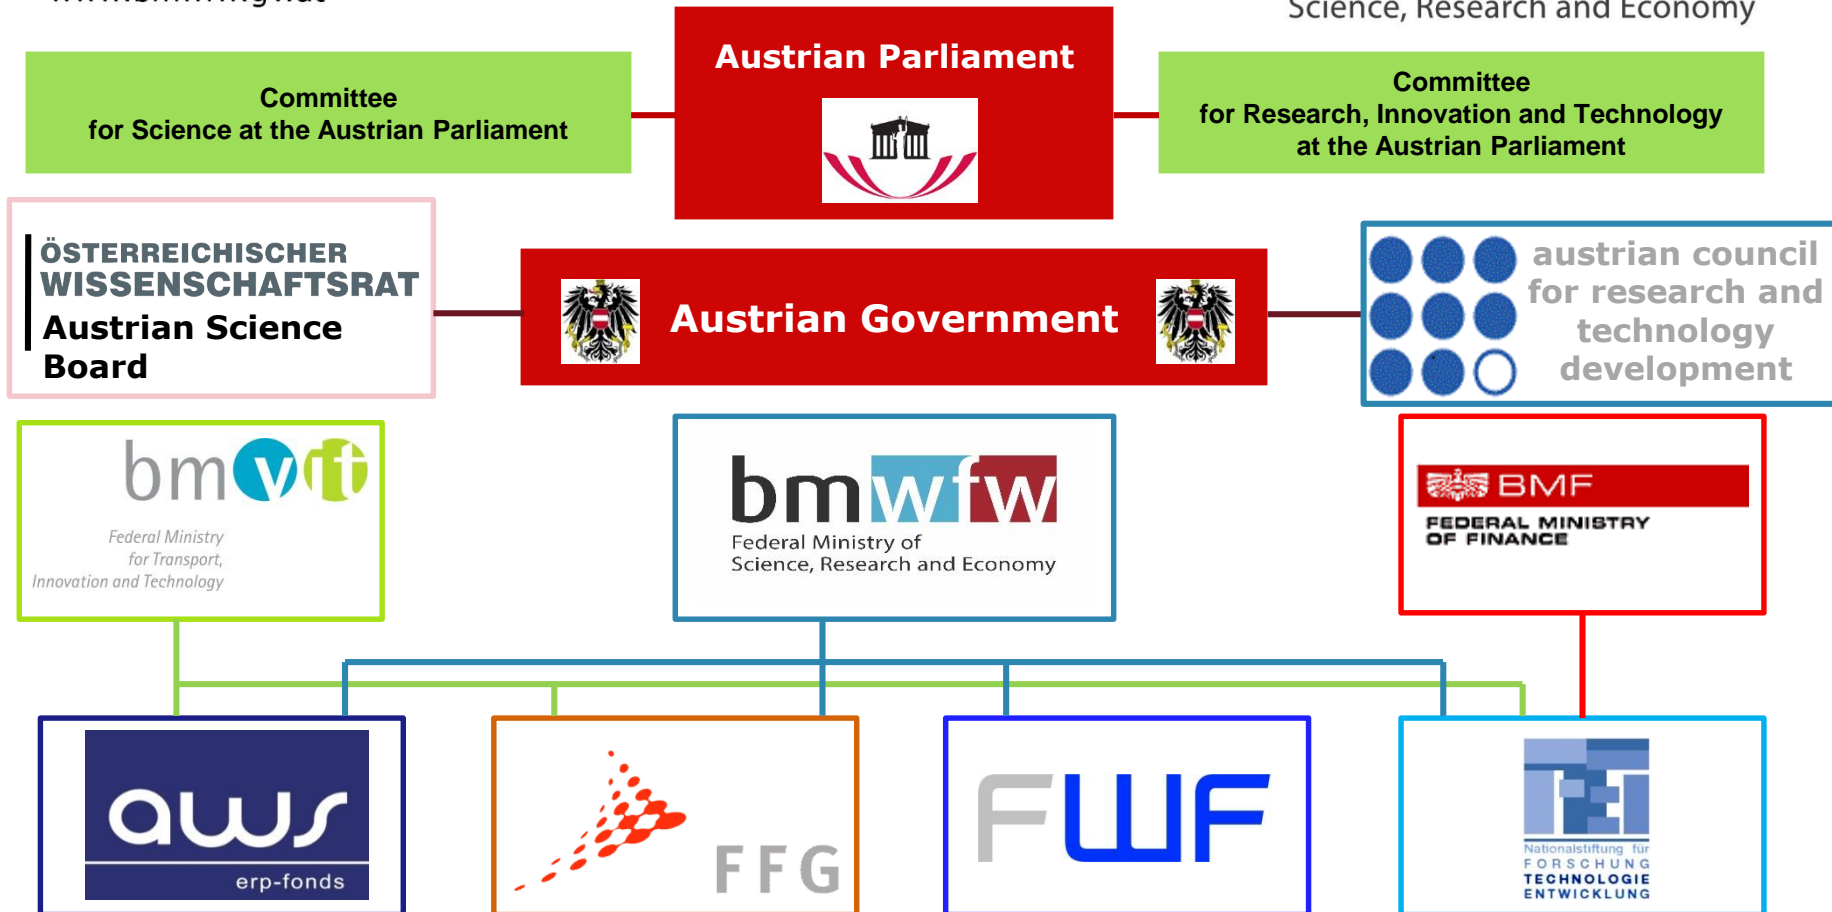 Science, Research and Economy
Austrian Parliament
Committee
for Science at the Austrian Parliament
Committee
for Research, Innovation and Technology
at the Austrian Parliament
ÖSTERREICHISCHER
WISSENSCHAFTSRAT
Austrian Science
Board
Austrian Government
austrian council
for research and
technology
development
bmvit
Federal Ministry
for Transport,
Innovation and Technology
bmwfw
Federal Ministry of
Science, Research and Economy
BMF
FEDERAL MINISTRY
OF FINANCE
aws
erp-fonds
FFG
FWF
FTEI
Nationalstiftung für
FORSCHUNG
TECHNOLOGIE
ENTWICKLUNG